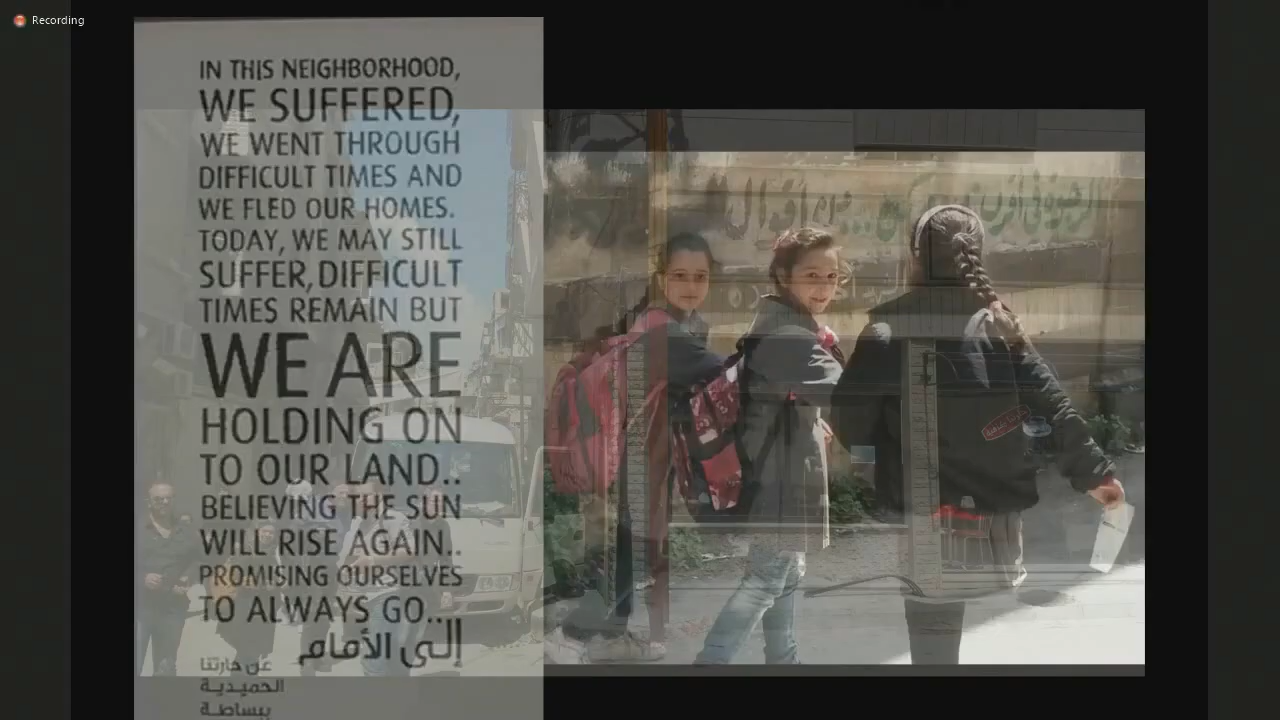 Recording
IN THIS NEIGHBORHOOD,
WE SUFFERED,
WE WENT THROUGH
DIFFICULT TIMES AND
WE FLED OUR HOMES.
TODAY, WE MAY STILL
SUFFER, DIFFICULT
TIMES REMAIN BUT
WE ARE
HOLDING ON
TO OUR LAND..
BELIEVING THE SUN
WILL RISE AGAIN..
PROMISING OURSELVES
TO ALWAYS GO...
إلى الأمام
عن حارتنا
الحميدية
ببساطة